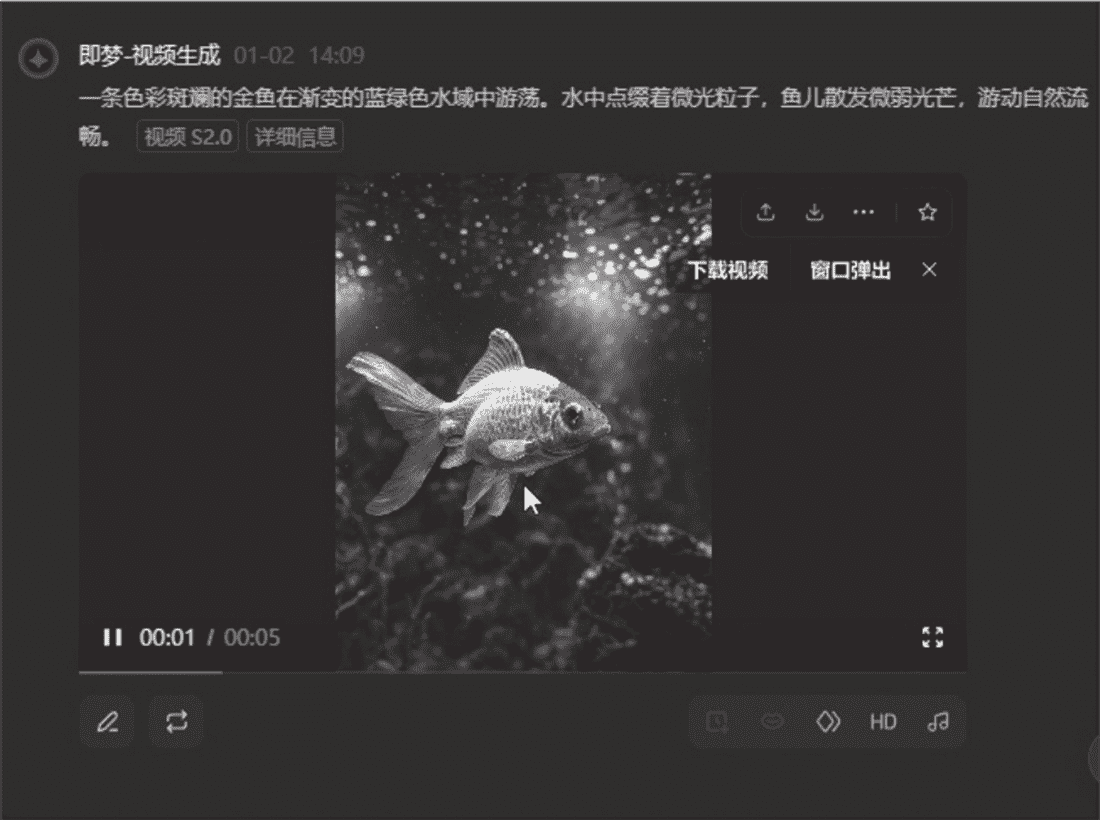 即梦-视频生成 01-02 14:09
一条色彩斑斓的金鱼在渐变的蓝绿色水域中游荡。水中点缀着微光粒子，鱼儿散发微弱光芒，游动自然流
畅。 视频 S2.0 详细信息
下载视频 窗口弹出
00:01 / 00:05
HD